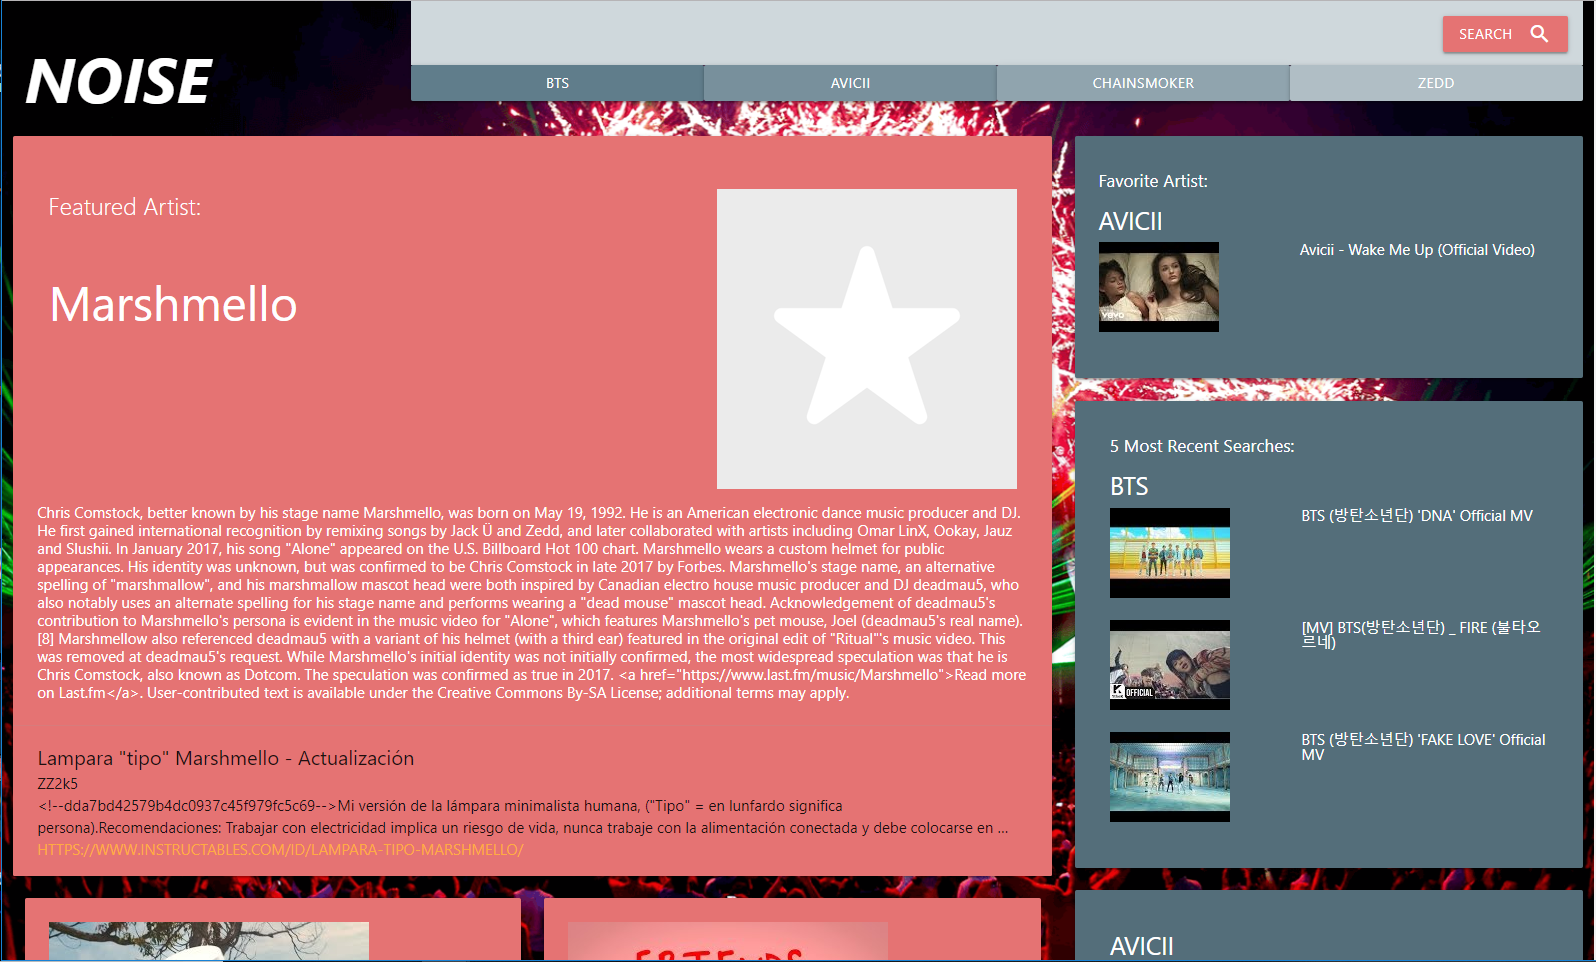 NOISE
SEARCH
BTS
AVICII
CHAINSMOKER
ZEDD
Featured Artist:
Marshmello
Chris Comstock, better known by his stage name Marshmello, was born on May 19, 1992. He is an American electronic dance music producer and DJ.
He first gained international recognition by remixing songs by Jack Ü and Zedd, and later collaborated with artists including Omar LinX, Ookay, Jauz
and Slushii. In January 2017, his song "Alone" appeared on the U.S. Billboard Hot 100 chart. Marshmello wears a custom helmet for public
appearances. His identity was unknown, but was confirmed to be Chris Comstock in late 2017 by Forbes. Marshmello's stage name, an alternative
spelling of "marshmallow", and his marshmallow mascot head were both inspired by Canadian electro house music producer and DJ deadmau5, who
also notably uses an alternate spelling for his stage name and performs wearing a "dead mouse" mascot head. Acknowledgement of deadmau5's
contribution to Marshmello's persona is evident in the music video for "Alone", which features Marshmello's pet mouse, Joel (deadmau5's real name).
[8] Marshmellow also referenced deadmau5 with a variant of his helmet (with a third ear) featured in the original edit of "Ritual"'s music video. This
was removed at deadmau5's request. While Marshmello's initial identity was not initially confirmed, the most widespread speculation was that he is
Chris Comstock, also known as Dotcom. The speculation was confirmed as true in 2017. <a href="https://www.last.fm/music/Marshmello">Read more
on Last.fm</a>. User-contributed text is available under the Creative Commons By-SA License; additional terms may apply.
Lampara "tipo" Marshmello - Actualización
ZZ2k5
<!--dda7bd42579b4dc0937c45f979fc5c69-->Mi versión de la lámpara minimalista humana, ("Tipo" = en lunfardo significa
persona).Recomendaciones: Trabajar con electricidad implica un riesgo de vida, nunca trabaje con la alimentación conectada y debe colocarse en ...
HTTPS://WWW.INSTRUCTABLES.COM/ID/LAMPARA-TIPO-MARSHMELLO/
FRIENDS
Favorite Artist:
AVICII
vevo
Avicii - Wake Me Up (Official Video)
5 Most Recent Searches:
BTS
BTS (방탄소년단) 'DNA' Official MV
[MV] BTS(방탄소년단) _ FIRE (불타오
르네)
OFFICIAL
BTS (방탄소년단) 'FAKE LOVE' Official
MV
AVICII